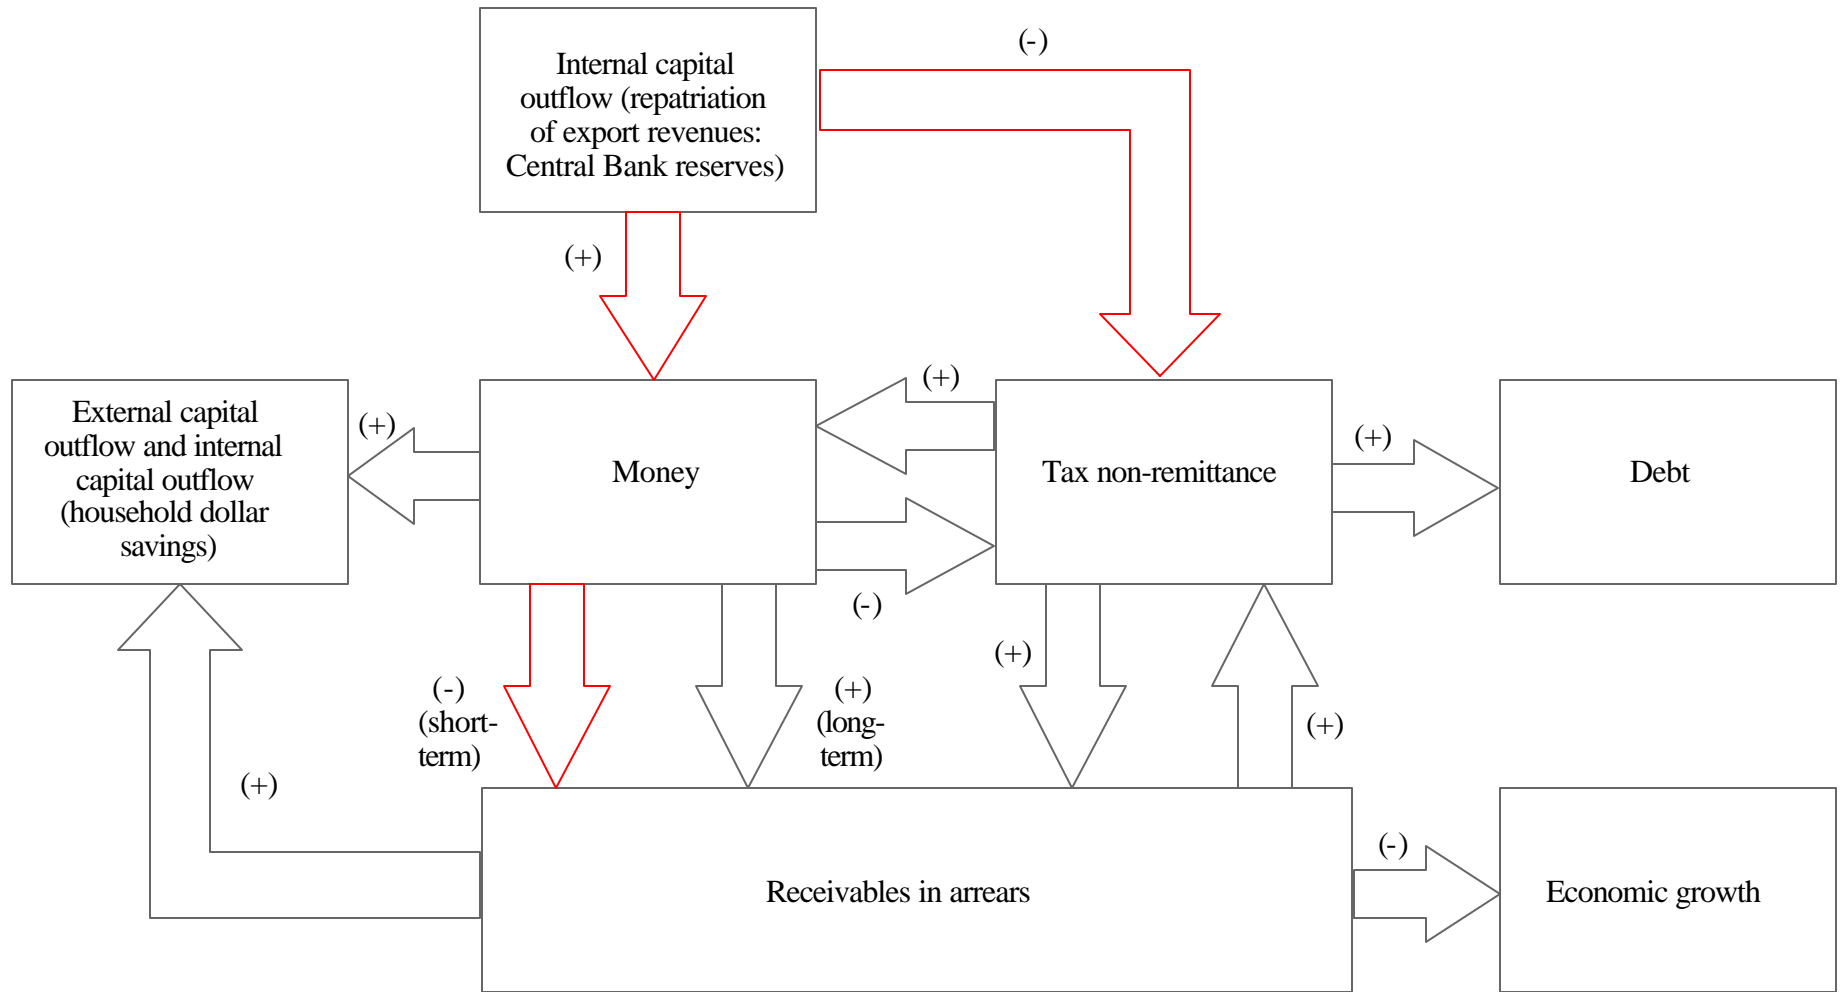 (-)
Internal capital
outflow (repatriation
of export revenues:
Central Bank reserves)
(+)
External capital
outflow and internal
capital outflow
(household dollar
savings)
(+)
Money
(+)
Tax non-remittance
(+)
Debt
(-)
(-)
(short-
term)
(+)
(long-
term)
(+)
(+)
(+)
Receivables in arrears
(-)
Economic growth